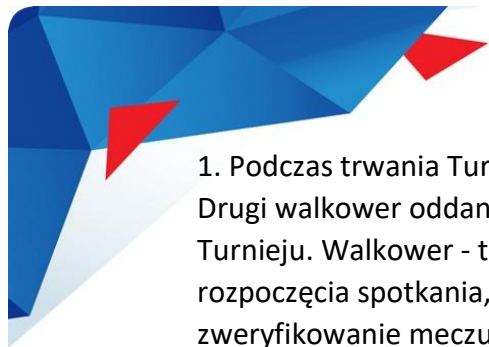 1. Podczas trwania Tur
Drugi walkower oddan
Turnieju. Walkower - t
rozpoczęcia spotkania,
zweryfikowanie meczu